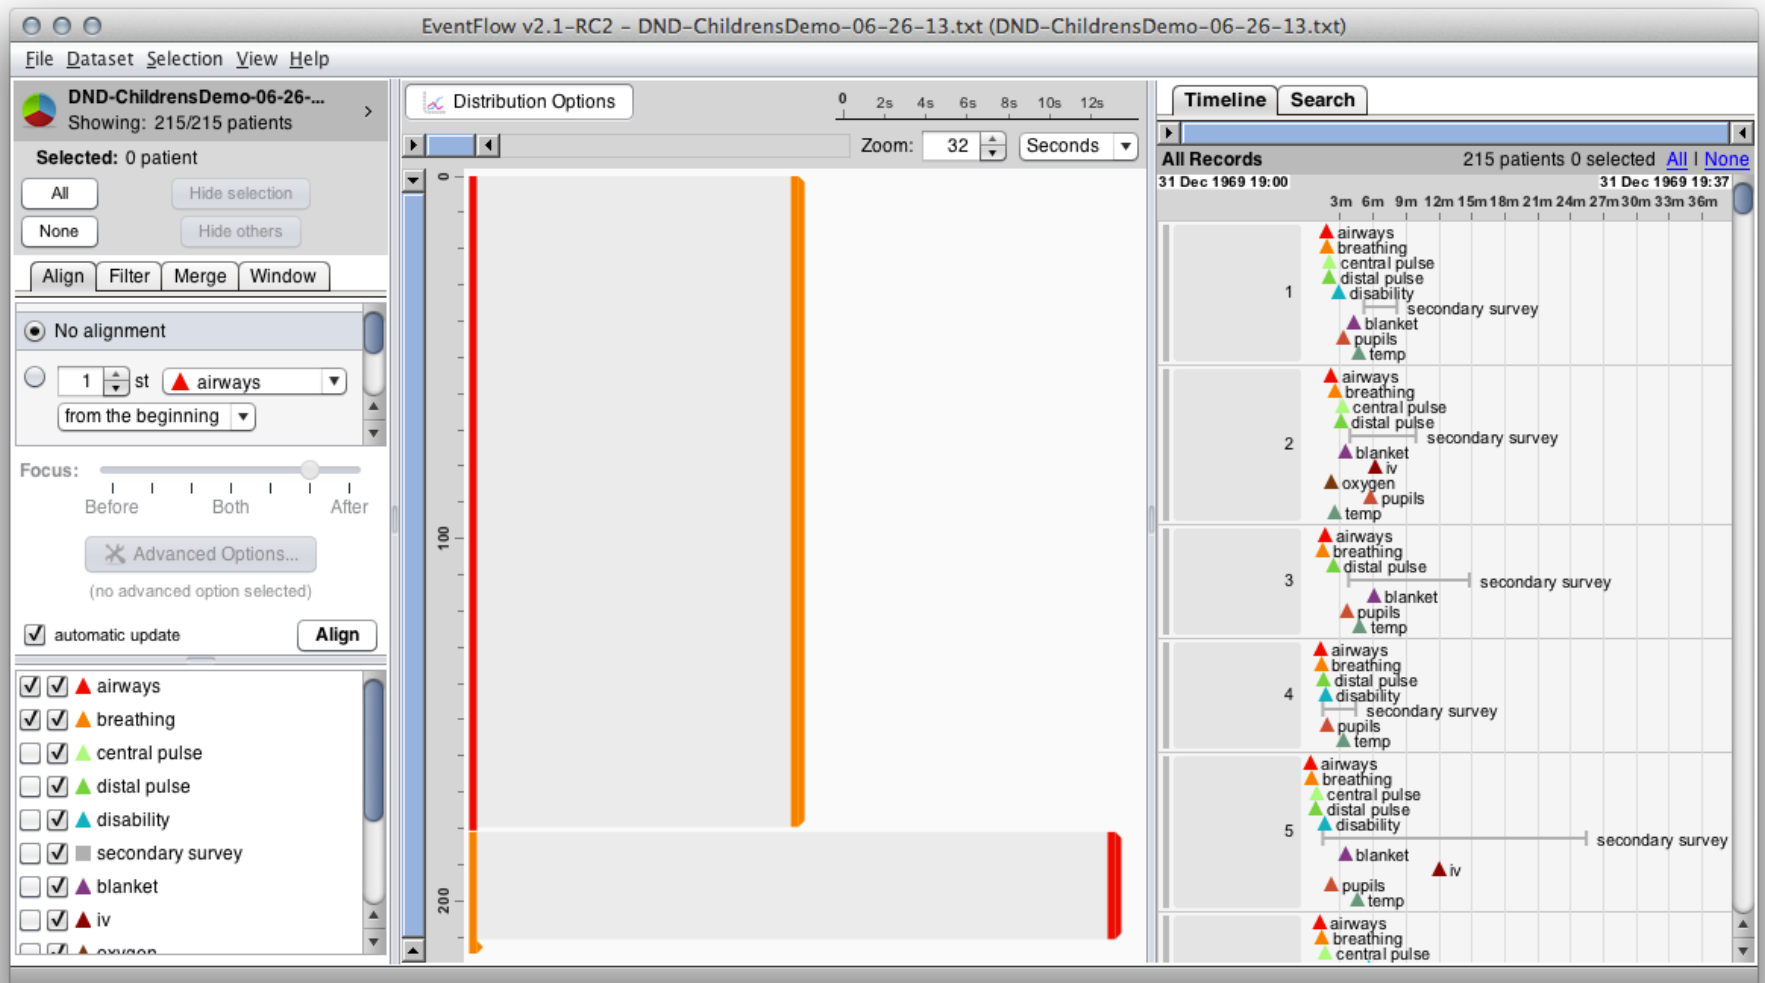 EventFlow v2.1-RC2 – DND-ChildrensDemo-06-26-13.txt (DND-ChildrensDemo-06-26-13.txt)
File Dataset Selection View Help
DND-ChildrensDemo-06-26-...
Showing: 215/215 patients
Selected: 0 patient
All Hide selection
None Hide others
Align Filter Merge Window
No alignment
1 st airways
from the beginning
Focus:
Before Both After
Advanced Options...
(no advanced option selected)
automatic update Align
airways
breathing
central pulse
distal pulse
disability
secondary survey
blanket
iv
oxygen
Distribution Options
0 2s 4s 6s 8s 10s 12s
Zoom: 32 Seconds
0
100
200
Timeline Search
All Records 215 patients 0 selected All | None
31 Dec 1969 19:00 31 Dec 1969 19:37
3m 6m 9m 12m 15m 18m 21m 24m 27m 30m 33m 36m
1
airways
breathing
central pulse
distal pulse
disability
secondary survey
blanket
pupils
temp
2
airways
breathing
central pulse
distal pulse
secondary survey
blanket
iv
oxygen
pupils
temp
3
airways
breathing
distal pulse
secondary survey
blanket
pupils
temp
4
airways
breathing
distal pulse
disability
secondary survey
pupils
temp
5
airways
breathing
central pulse
distal pulse
disability
secondary survey
blanket
iv
pupils
temp
airways
breathing
central pulse